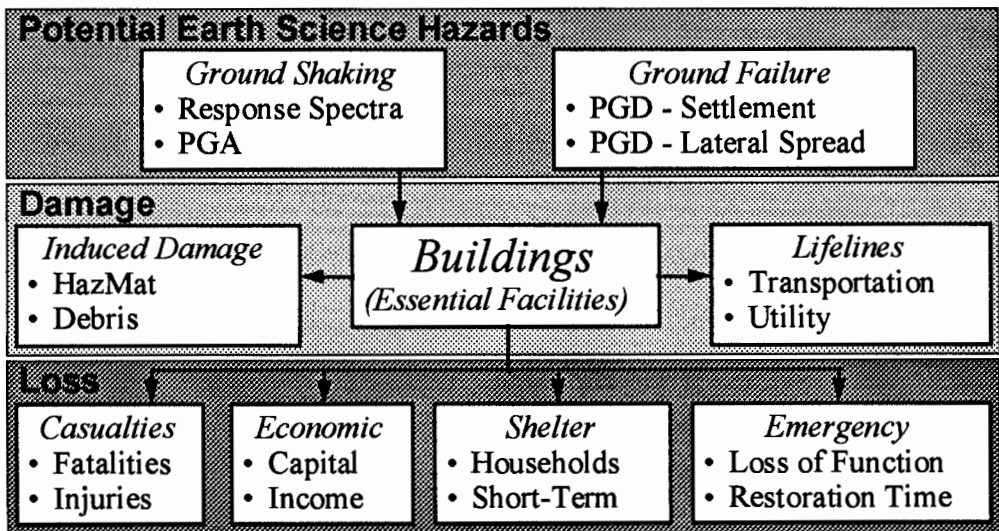 Potential Earth Science Hazards
Ground Shaking
• Response Spectra
• PGA
Ground Failure
• PGD - Settlement
• PGD - Lateral Spread
Damage
Induced Damage
• HazMat
• Debris
Buildings
(Essential Facilities)
Lifelines
• Transportation
• Utility
Loss
Casualties
• Fatalities
• Injuries
Economic
• Capital
• Income
Shelter
• Households
• Short-Term
Emergency
• Loss of Function
• Restoration Time